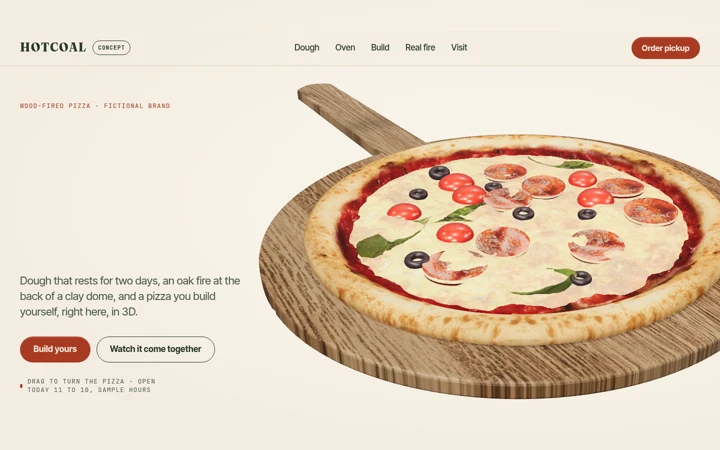 HOTCOAL CONCEPT Dough Oven Build Real fire Visit Order pickup
WOOD-FIRED PIZZA · FICTIONAL BRAND
Dough that rests for two days, an oak fire at the
back of a clay dome, and a pizza you build
yourself, right here, in 3D.
Build yours Watch it come together
DRAG TO TURN THE PIZZA · OPEN
TODAY 11 TO 10, SAMPLE HOURS